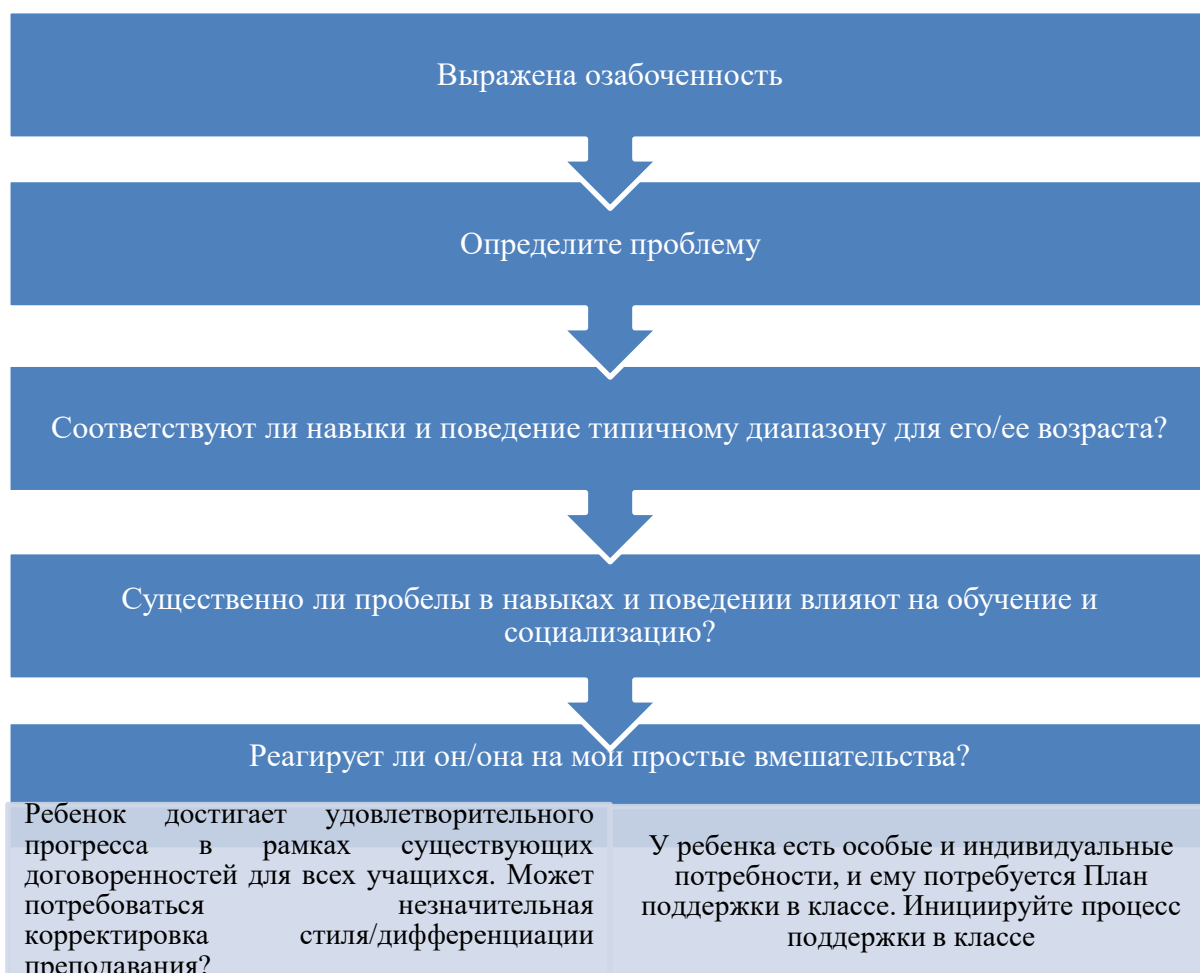 Выражена озабоченность
Определите проблему
Соответствуют ли навыки и поведение типичному диапазону для его/ее возраста?
Существенно ли пробелы в навыках и поведении влияют на обучение и
социализацию?
Реагирует ли он/она на мои простые вмешательства?
Ребенок достигает удовлетворительного
прогресса в рамках существующих
договоренностей для всех учащихся. Может
потребоваться незначительная
корректировка стиля/дифференциации
преподавания?
У ребенка есть особые и индивидуальные
потребности, и ему потребуется План
поддержки в классе. Инициируйте процесс
поддержки в классе